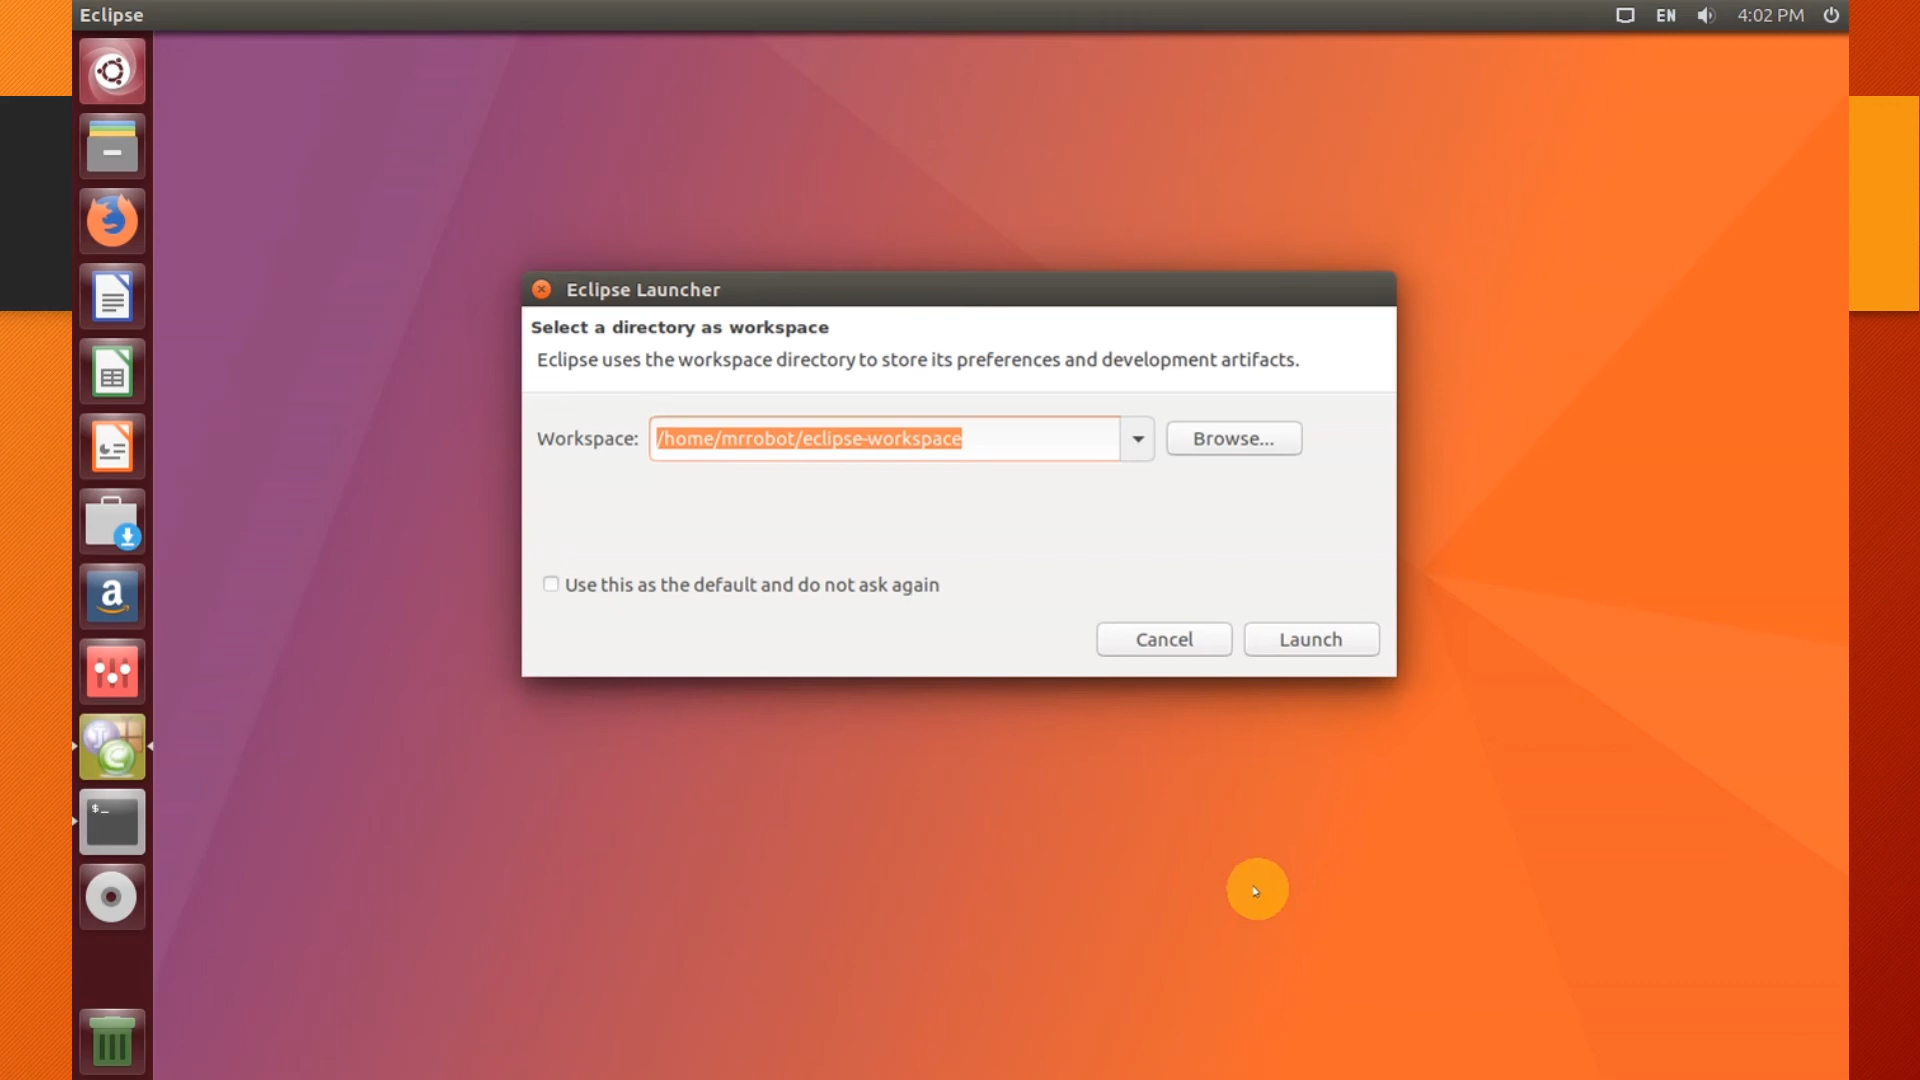 Eclipse
EN
4:02 PM
Eclipse Launcher
Select a directory as workspace
Eclipse uses the workspace directory to store its preferences and development artifacts.
Workspace: /home/mrrobot/eclipse-workspace Browse...
Use this as the default and do not ask again
Cancel Launch
a
$_